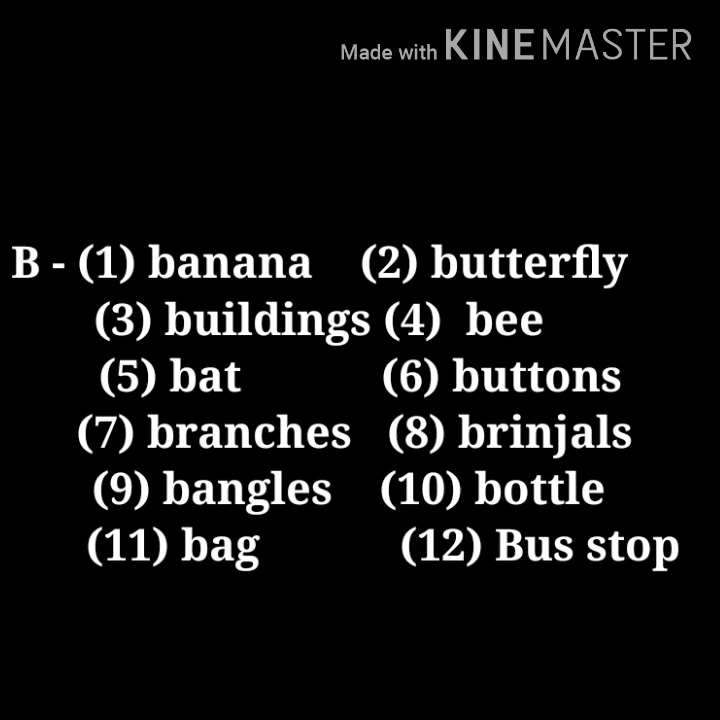 Made with KINEMASTER
B - (1) banana (2) butterfly
(3) buildings (4) bee
(5) bat (6) buttons
(7) branches (8) brinjals
(9) bangles (10) bottle
(11) bag (12) Bus stop